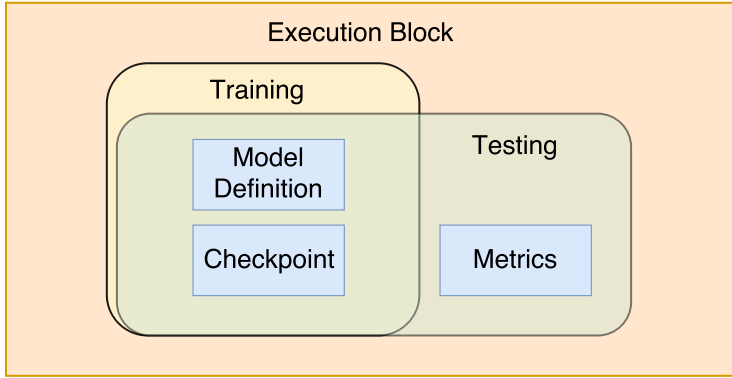 Execution Block
Training
Testing
Model
Definition
Checkpoint
Metrics